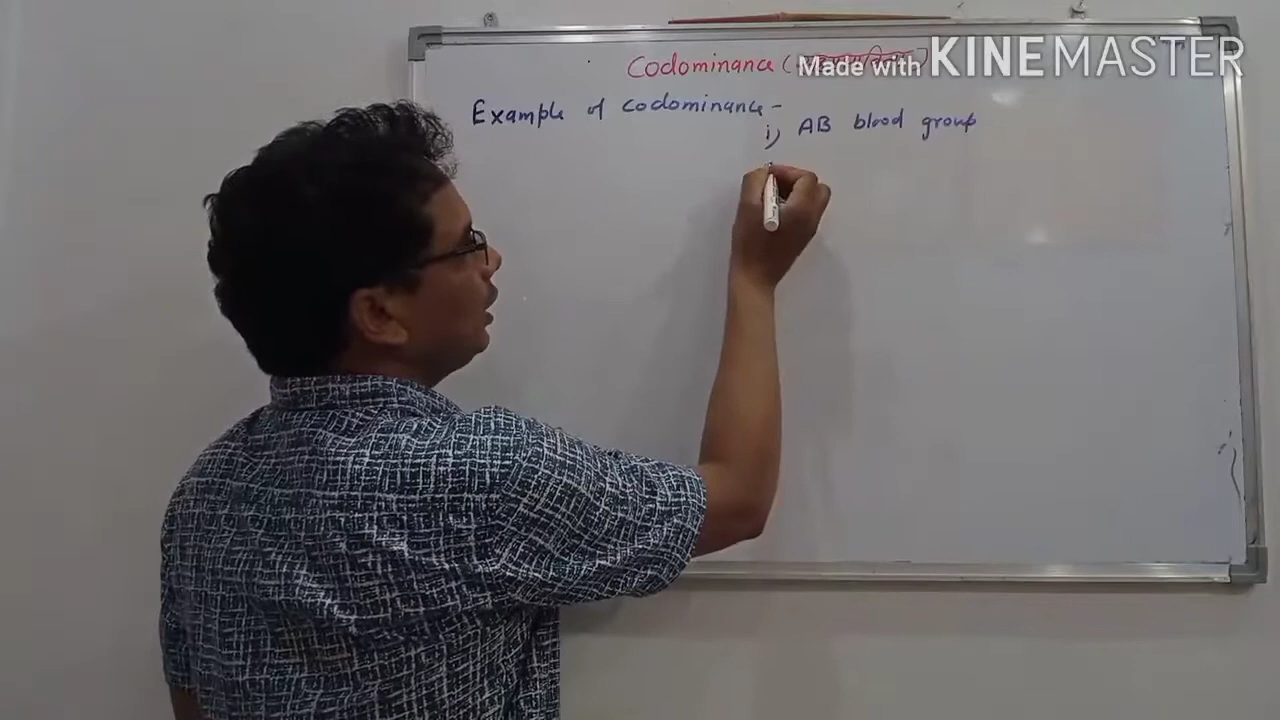 Codominance (
Made with KINEMASTER
Example of codominance -
i) AB blood group